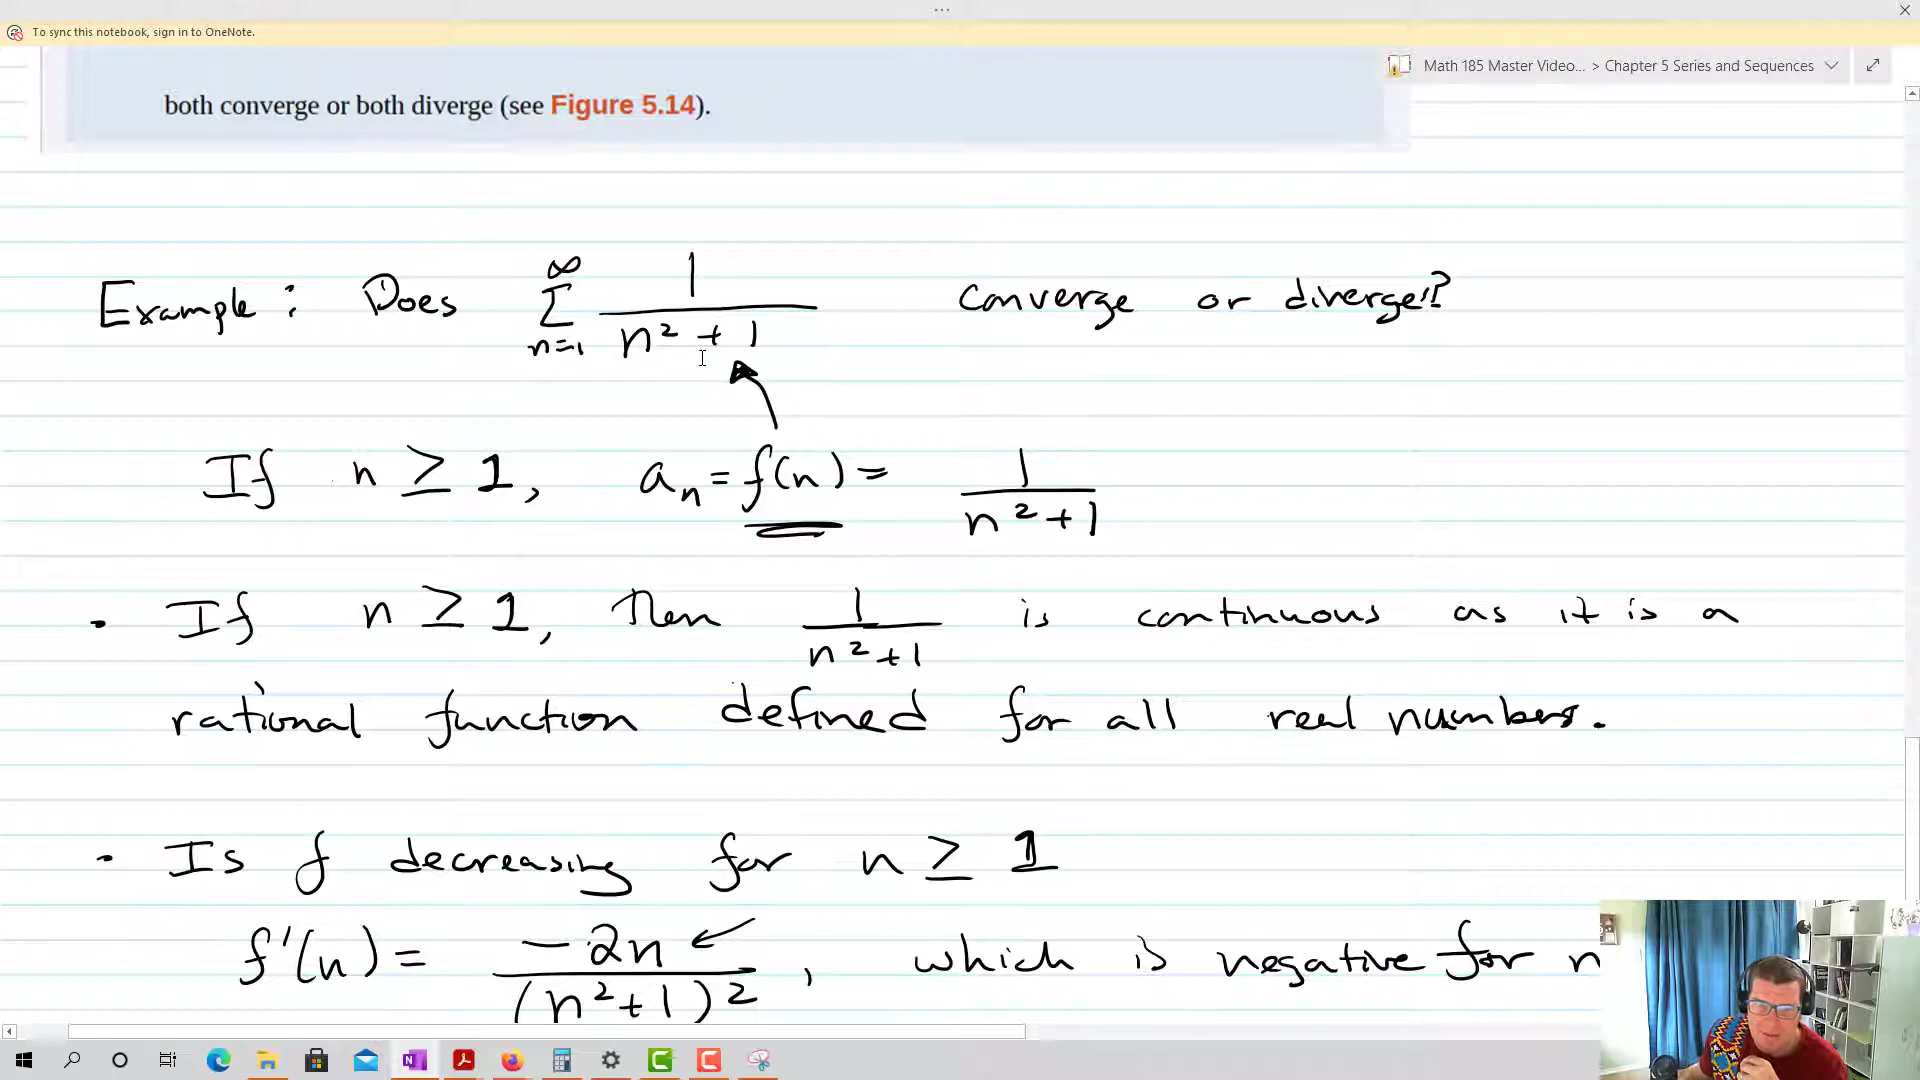 To sync this notebook, sign in to OneNote.
Math 185 Master Video... > Chapter 5 Series and Sequences
both converge or both diverge (see Figure 5.14).
Example: Does ∑_{n=1}^{∞} 1/(n² + 1) converge or diverge?
If n ≥ 1, aₙ = f(n) = 1/(n² + 1)
• If n ≥ 1, then 1/(n² + 1) is continuous as it is a
rational function defined for all real numbers.
• Is f decreasing for n ≥ 1
f'(n) = -2n/(n² + 1)², which is negative for n